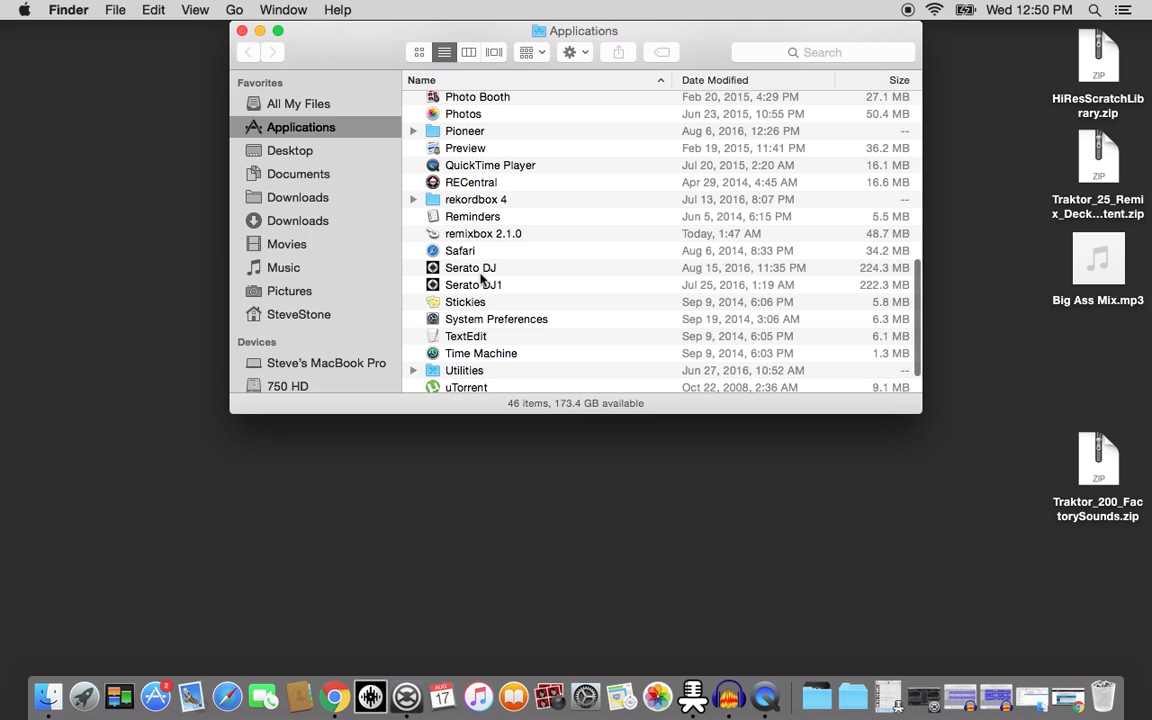 Finder File Edit View Go Window Help Wed 12:50 PM
Applications
Search
Favorites
All My Files
Applications
Desktop
Documents
Downloads
Downloads
Movies
Music
Pictures
SteveStone
Devices
Steve's MacBook Pro
750 HD
Name Date Modified Size
Photo Booth Feb 20, 2015, 4:29 PM 27.1 MB
Photos Jun 23, 2015, 10:55 PM 50.4 MB
Pioneer Aug 6, 2016, 12:26 PM --
Preview Feb 19, 2015, 11:41 PM 36.2 MB
QuickTime Player Jul 20, 2015, 2:20 AM 16.1 MB
RECentral Apr 29, 2014, 4:45 AM 16.6 MB
rekordbox 4 Jul 13, 2016, 8:07 PM --
Reminders Jun 5, 2014, 6:15 PM 5.5 MB
remixbox 2.1.0 Today, 1:47 AM 48.7 MB
Safari Aug 6, 2014, 8:33 PM 34.2 MB
Serato DJ Aug 15, 2016, 11:35 PM 224.3 MB
Serato DJ1 Jul 25, 2016, 1:19 AM 222.3 MB
Stickies Sep 9, 2014, 6:06 PM 5.8 MB
System Preferences Sep 19, 2014, 3:06 AM 6.3 MB
TextEdit Sep 9, 2014, 6:05 PM 6.1 MB
Time Machine Sep 9, 2014, 6:03 PM 1.3 MB
Utilities Jun 27, 2016, 10:52 AM --
uTorrent Oct 22, 2008, 2:36 AM 9.1 MB
46 items, 173.4 GB available
ZIP
HiResScratchLib
rary.zip
ZIP
Traktor_25_Remi
x_Deck...tent.zip
Big Ass Mix.mp3
ZIP
Traktor_200_Fac
torySounds.zip
2
AUG
17